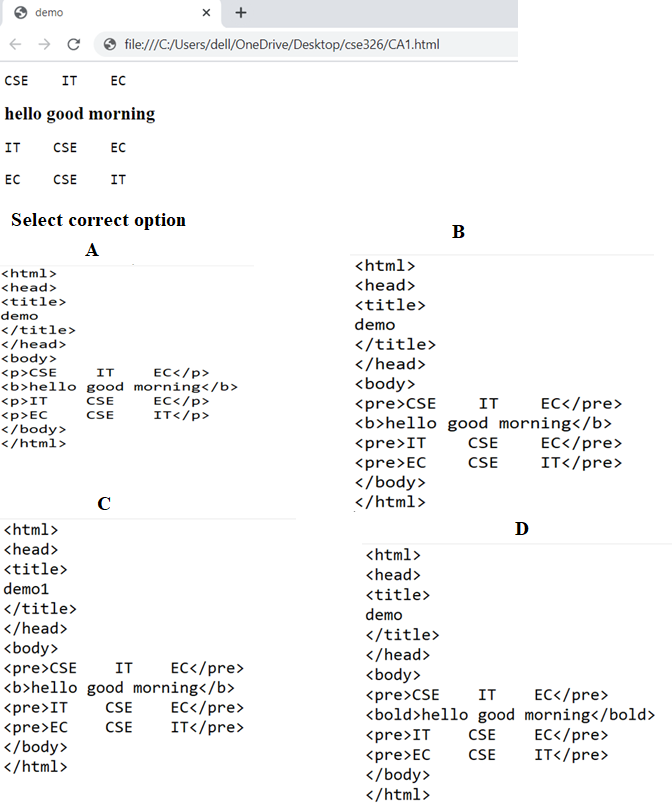 demo
file:///C:/Users/dell/OneDrive/Desktop/cse326/CA1.html
CSE    IT    EC
hello good morning
IT    CSE    EC
EC    CSE    IT
Select correct option
A
<html>
<head>
<title>
demo
</title>
</head>
<body>
<p>CSE    IT    EC</p>
<b>hello good morning</b>
<p>IT    CSE    EC</p>
<p>EC    CSE    IT</p>
</body>
</html>
B
<html>
<head>
<title>
demo
</title>
</head>
<body>
<pre>CSE    IT    EC</pre>
<b>hello good morning</b>
<pre>IT    CSE    EC</pre>
<pre>EC    CSE    IT</pre>
</body>
</html>
C
<html>
<head>
<title>
demo1
</title>
</head>
<body>
<pre>CSE    IT    EC</pre>
<b>hello good morning</b>
<pre>IT    CSE    EC</pre>
<pre>EC    CSE    IT</pre>
</body>
</html>
D
<html>
<head>
<title>
demo
</title>
</head>
<body>
<pre>CSE    IT    EC</pre>
<bold>hello good morning</bold>
<pre>IT    CSE    EC</pre>
<pre>EC    CSE    IT</pre>
</body>
</html>